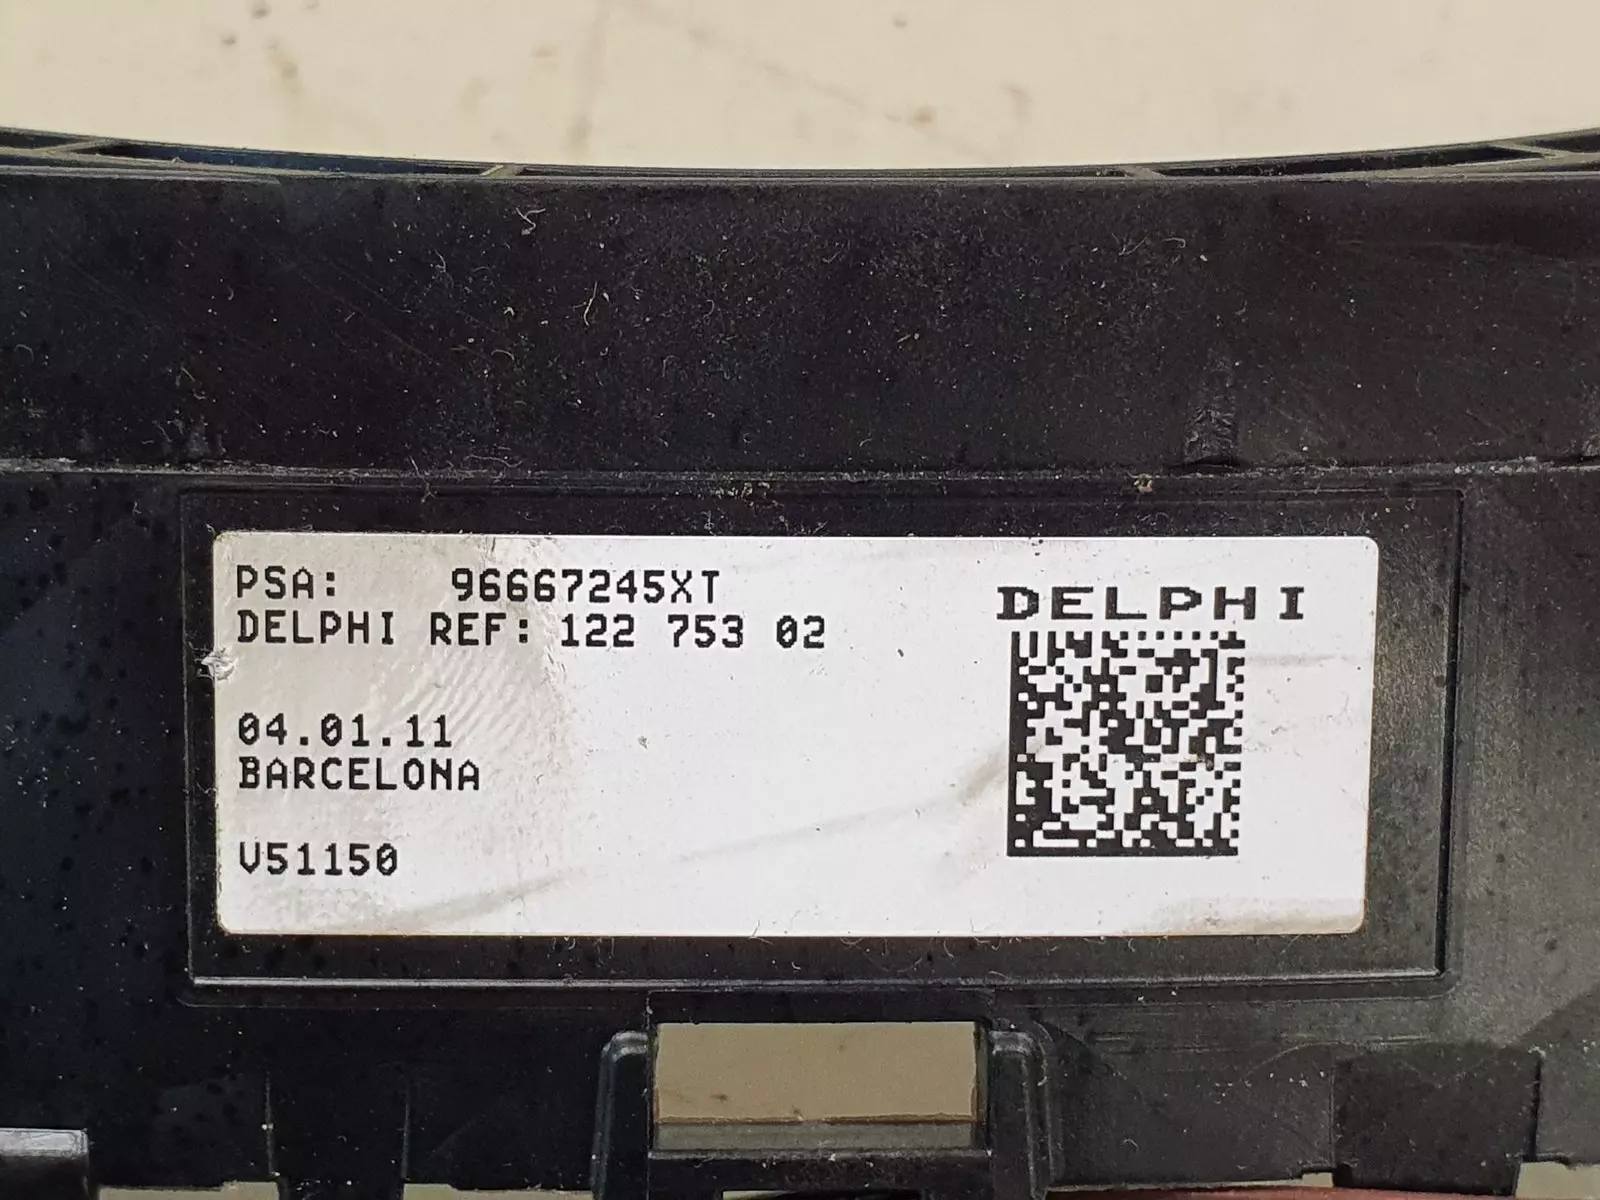 PSA: 96667245XT
DELPHI REF: 122 753 02
DELPHI
04.01.11
BARCELONA
V51150